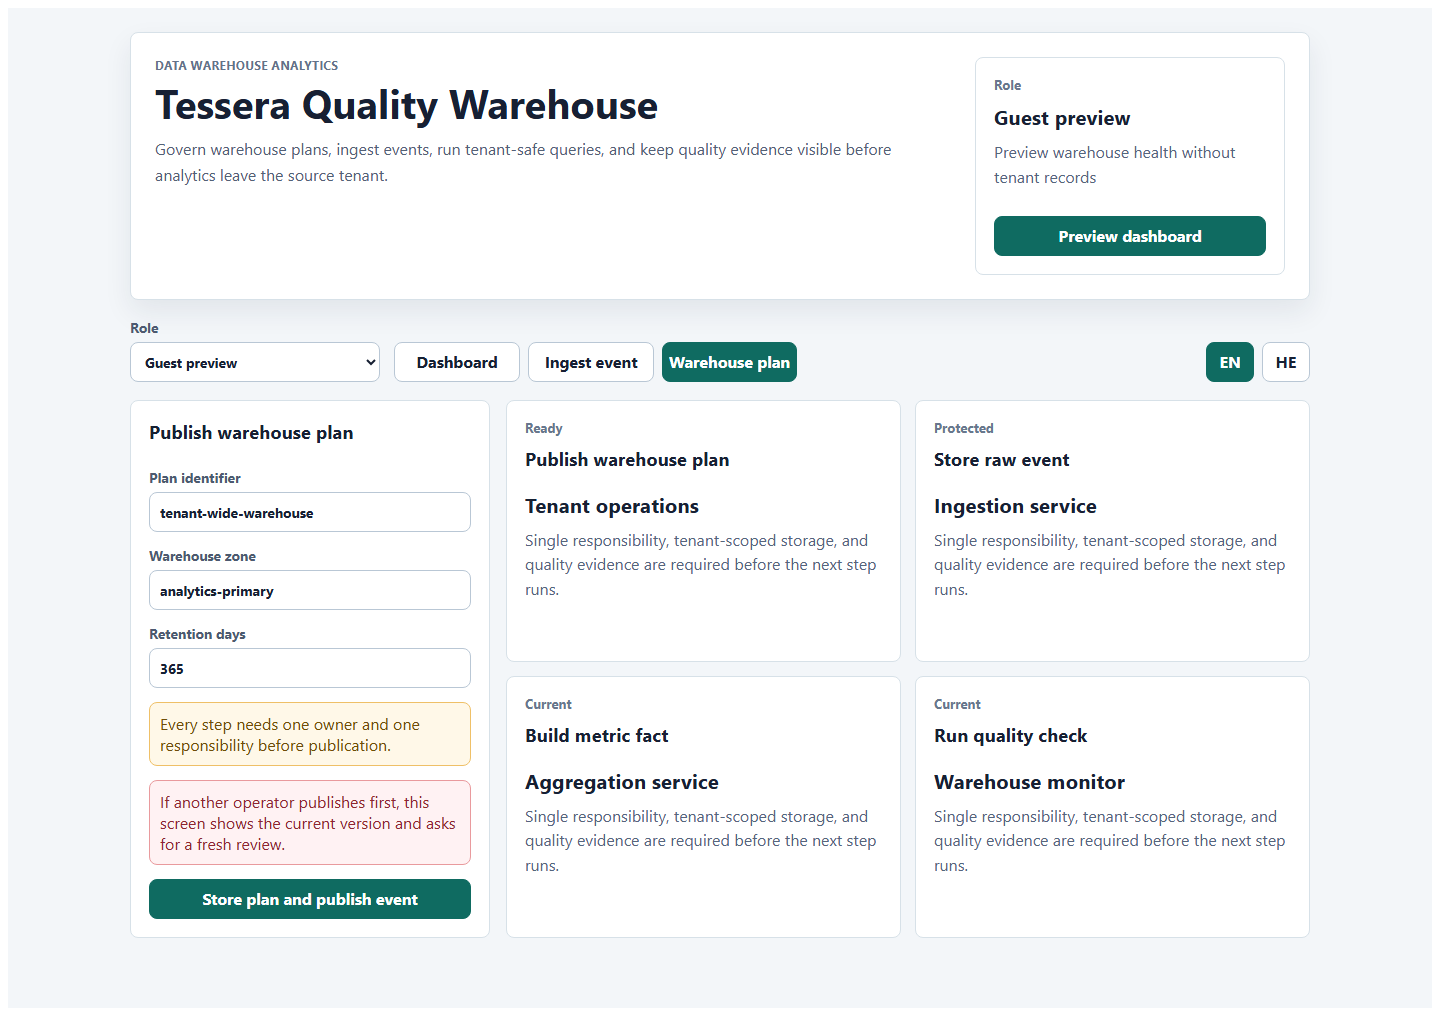 DATA WAREHOUSE ANALYTICS
Tessera Quality Warehouse
Govern warehouse plans, ingest events, run tenant-safe queries, and keep quality evidence visible before
analytics leave the source tenant.
Role
Guest preview
Preview warehouse health without
tenant records
Preview dashboard
Role
Guest preview
Dashboard
Ingest event
Warehouse plan
EN
HE
Publish warehouse plan
Plan identifier
tenant-wide-warehouse
Warehouse zone
analytics-primary
Retention days
365
Every step needs one owner and one
responsibility before publication.
If another operator publishes first, this
screen shows the current version and asks
for a fresh review.
Store plan and publish event
Ready
Publish warehouse plan
Tenant operations
Single responsibility, tenant-scoped storage, and
quality evidence are required before the next step
runs.
Protected
Store raw event
Ingestion service
Single responsibility, tenant-scoped storage, and
quality evidence are required before the next step
runs.
Current
Build metric fact
Aggregation service
Single responsibility, tenant-scoped storage, and
quality evidence are required before the next step
runs.
Current
Run quality check
Warehouse monitor
Single responsibility, tenant-scoped storage, and
quality evidence are required before the next step
runs.